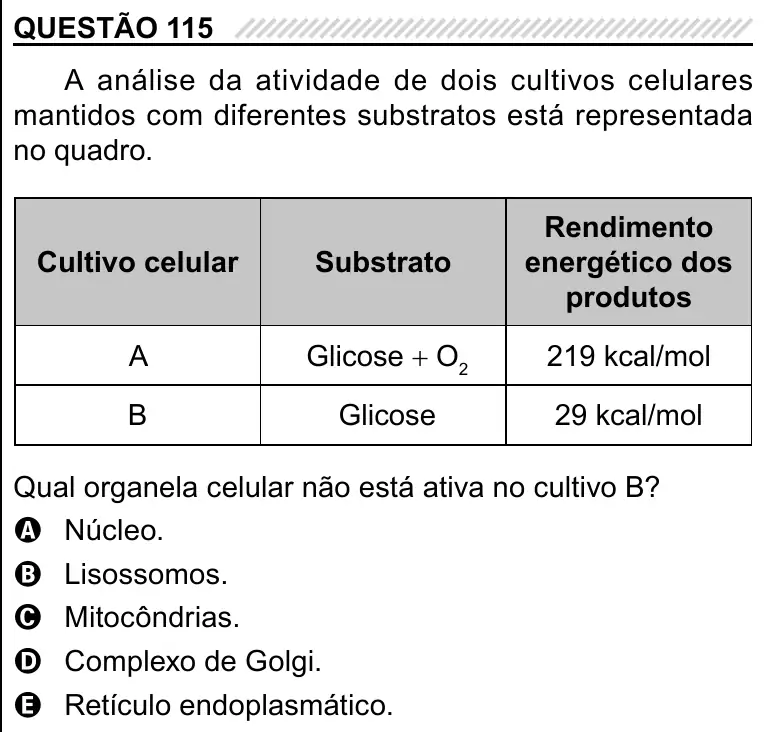 QUESTÃO 115
A análise da atividade de dois cultivos celulares
mantidos com diferentes substratos está representada
no quadro.
Cultivo celular
Substrato
Rendimento
energético dos
produtos
A
Glicose + O₂
219 kcal/mol
B
Glicose
29 kcal/mol
Qual organela celular não está ativa no cultivo B?
A Núcleo.
B Lisossomos.
C Mitocôndrias.
D Complexo de Golgi.
E Retículo endoplasmático.